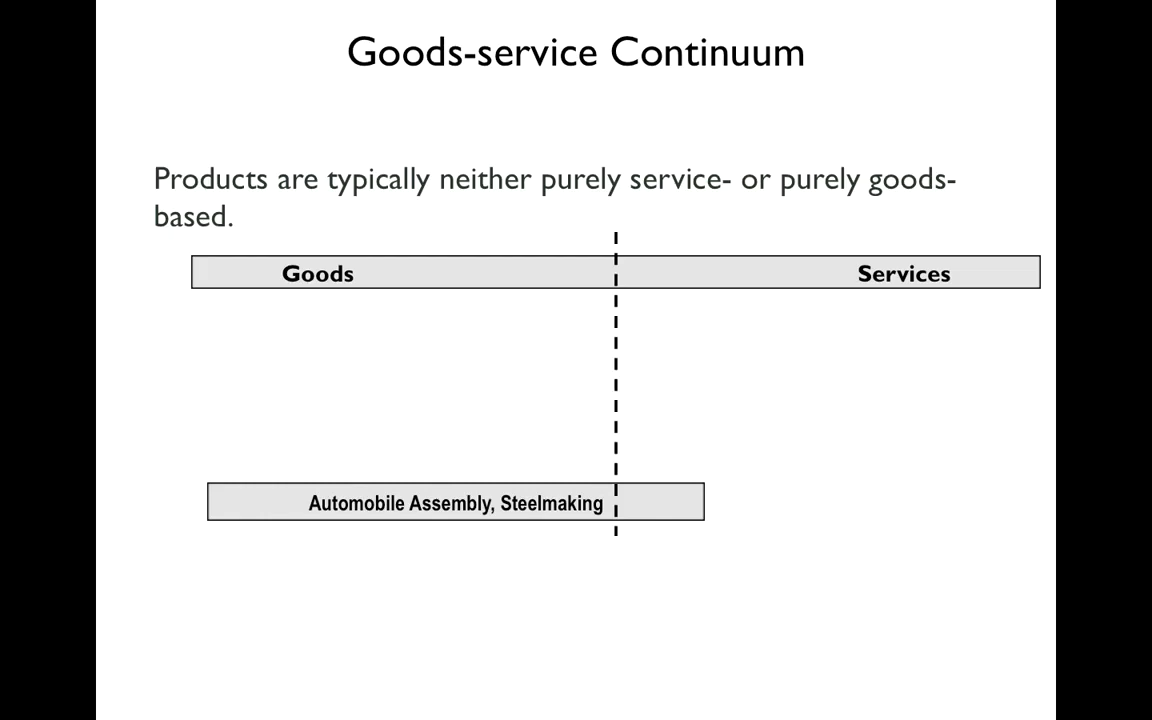 Goods-service Continuum
Products are typically neither purely service- or purely goods-
based.
Goods Services
Automobile Assembly, Steelmaking